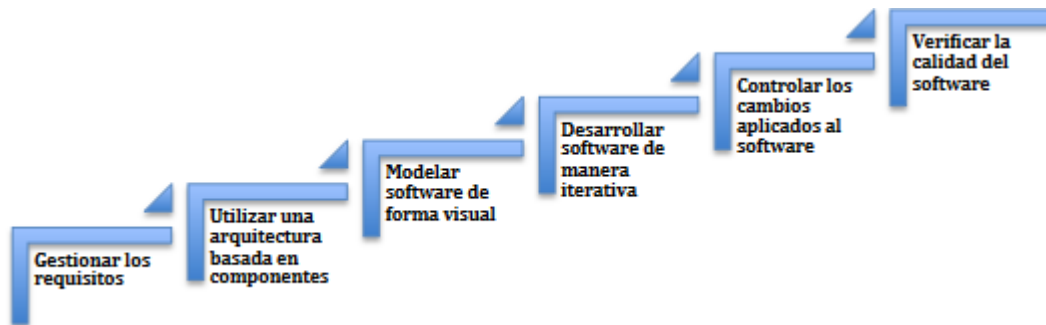 Gestionar los
requisitos
Utilizar una
arquitectura
basada en
componentes
Modelar
software de
forma visual
Desarrollar
software de
manera
iterativa
Controlar los
cambios
aplicados al
software
Verificar la
calidad del
software